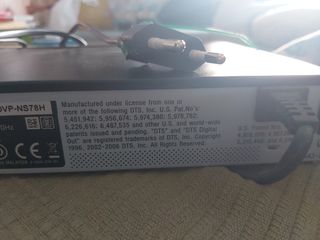 DVP-NS78H
Manufactured under license from one or
more of the following DTS, Inc. U.S. Pat.No's:
5,451,942; 5,956,674; 5,974,380; 5,978,762;
6,226,616; 6,487,535 and other U.S. and world-wide
patents issued and pending. "DTS" and "DTS Digital
Out" are registered trademarks of DTS, Inc. Copyright
1996, 2002-2006 DTS, Inc. All Rights Reserved.
U.S. Patent Nos.